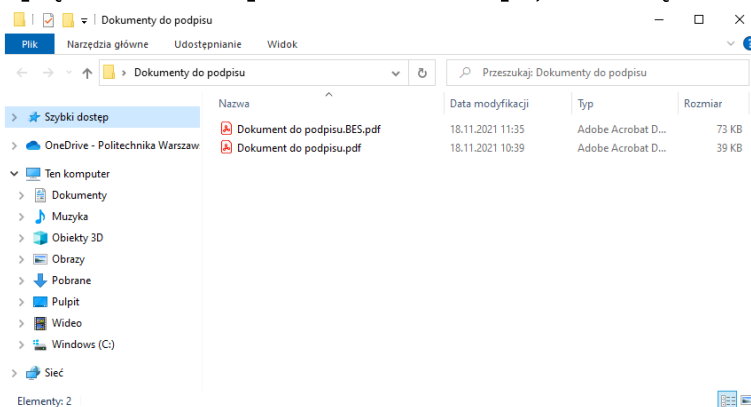 Dokumenty do podpisu
Plik Narzędzia główne Udostępnianie Widok
Dokumenty do podpisu Przeszukaj: Dokumenty do podpisu
Nazwa Data modyfikacji Typ Rozmiar
Szybki dostęp
Dokument do podpisu.BES.pdf 18.11.2021 11:35 Adobe Acrobat D... 73 KB
OneDrive - Politechnika Warszaw
Dokument do podpisu.pdf 18.11.2021 10:39 Adobe Acrobat D... 39 KB
Ten komputer
Dokumenty
Muzyka
Obiekty 3D
Obrazy
Pobrane
Pulpit
Wideo
Windows (C:)
Sieć
Elementy: 2